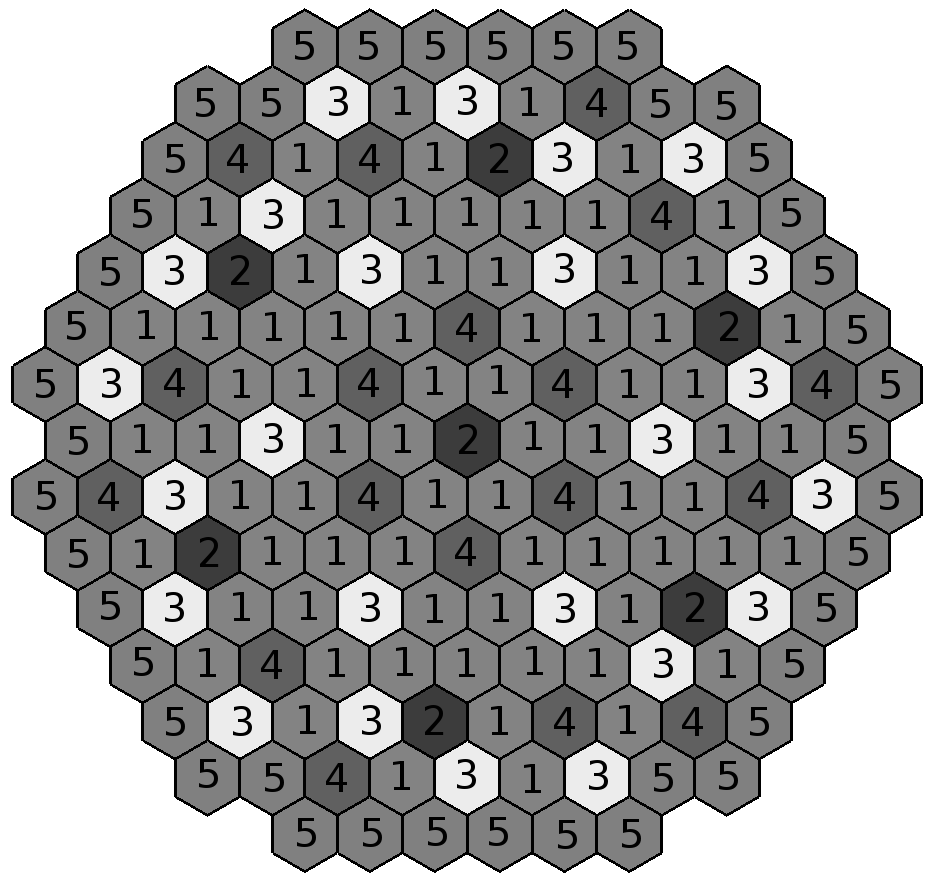 5 5 5 5 5 5
5 5 3 1 3 1 4 5 5
5 4 1 4 1 2 3 1 3 5
5 1 3 1 1 1 1 1 4 1 5
5 3 2 1 3 1 1 3 1 1 3 5
5 1 1 1 1 1 4 1 1 1 2 1 5
5 3 4 1 1 4 1 1 4 1 1 3 4 5
5 1 1 3 1 1 2 1 1 3 1 1 5
5 4 3 1 1 4 1 1 4 1 1 4 3 5
5 1 2 1 1 1 4 1 1 1 1 1 5
5 3 1 1 3 1 1 3 1 2 3 5
5 1 4 1 1 1 1 1 3 1 5
5 3 1 3 2 1 4 1 4 5
5 5 4 1 3 1 3 5 5
5 5 5 5 5 5